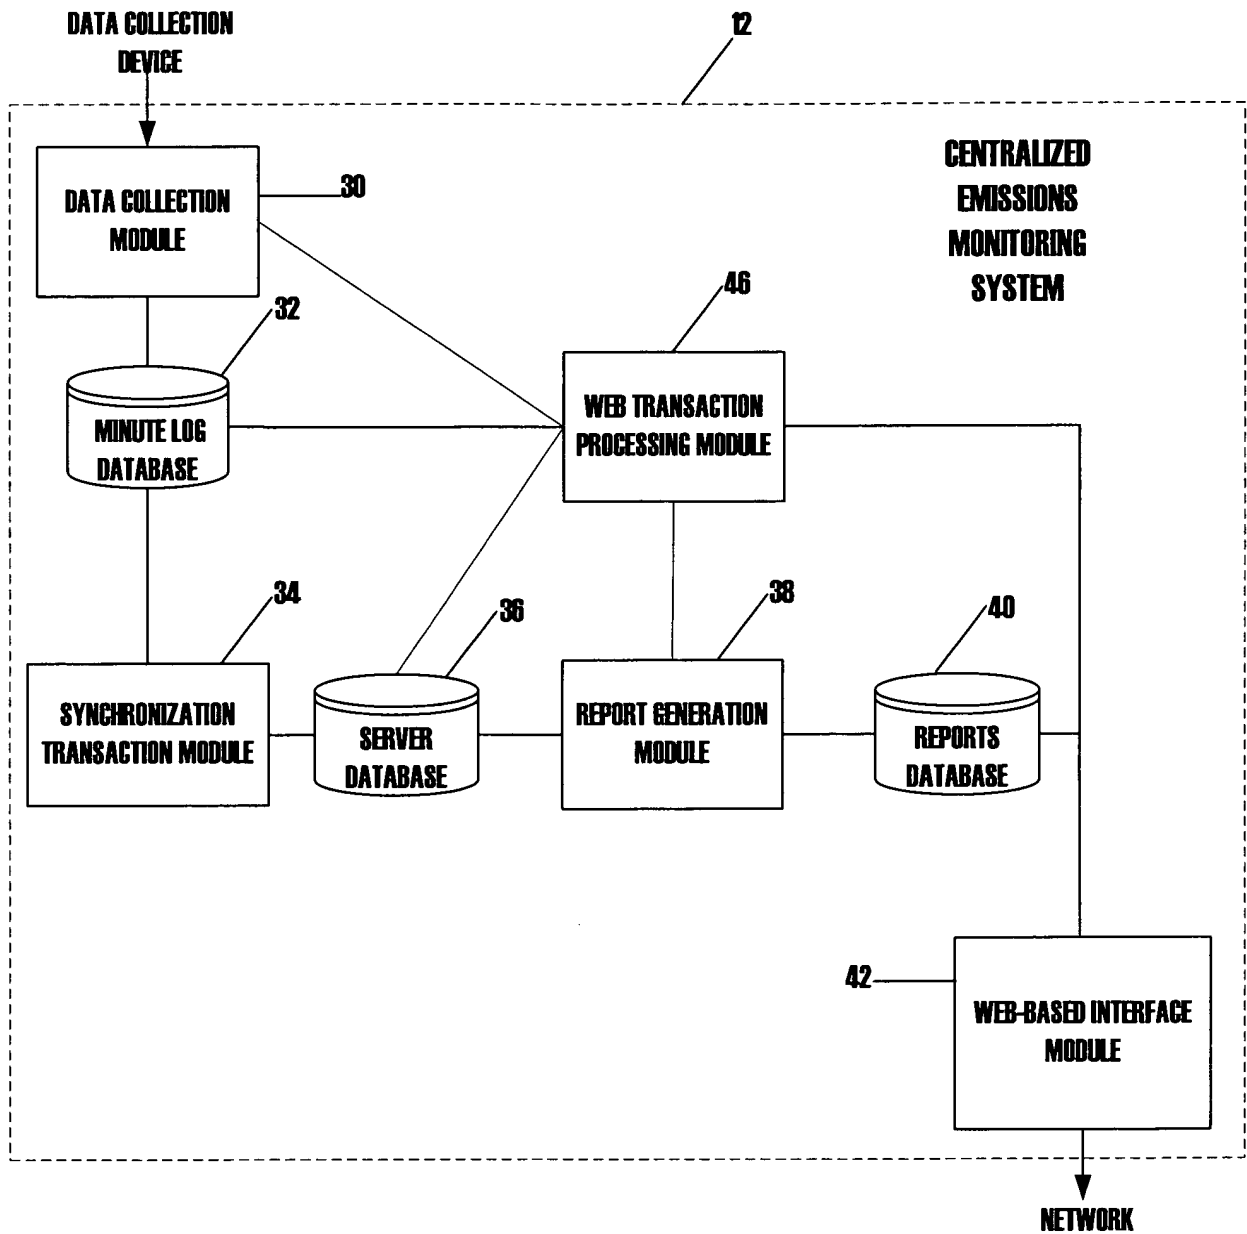 DATA COLLECTION
DEVICE
12
CENTRALIZED
EMISSIONS
MONITORING
SYSTEM
DATA COLLECTION
MODULE
30
32
MINUTE LOG
DATABASE
46
WEB TRANSACTION
PROCESSING MODULE
34
SYNCHRONIZATION
TRANSACTION MODULE
36
SERVER
DATABASE
38
REPORT GENERATION
MODULE
40
REPORTS
DATABASE
42
WEB-BASED INTERFACE
MODULE
NETWORK